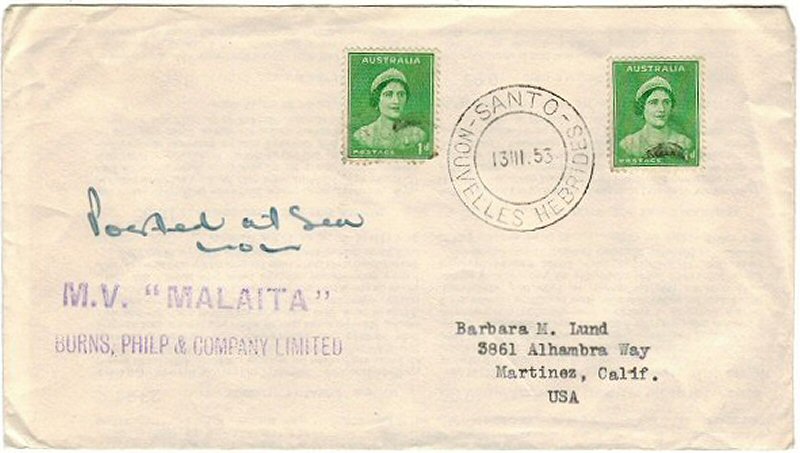 AUSTRALIA
POSTAGE 1d
-SANTO-
13 III. 53
NOUVELLES HEBRIDES
AUSTRALIA
POSTAGE 1d
Posted at Sea
M.V. "MALAITA"
BURNS, PHILP & COMPANY LIMITED
Barbara M. Lund
3861 Alhambra Way
Martinez, Calif.
USA